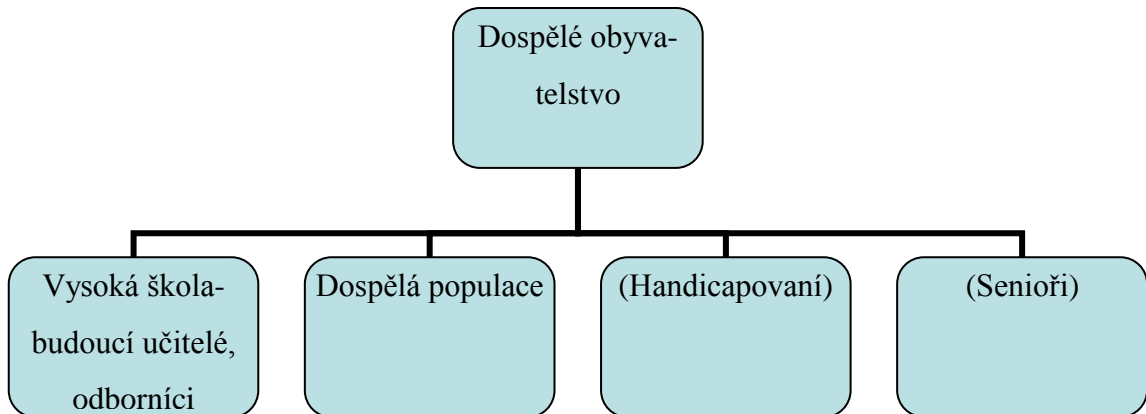 Dospělé obyva-
telstvo
Vysoká škola-
budoucí učitelé,
odborníci
Dospělá populace
(Handicapovaní)
(Senioři)